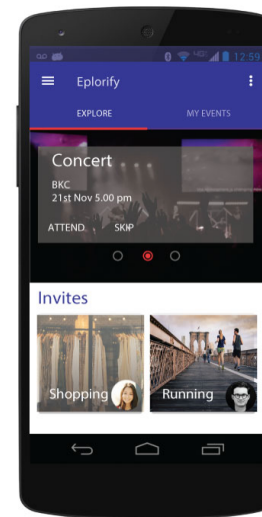 12:59
Eplorify
EXPLORE MY EVENTS
Concert
BKC
21st Nov 5.00 pm
ATTEND SKIP
Invites
Shopping Running